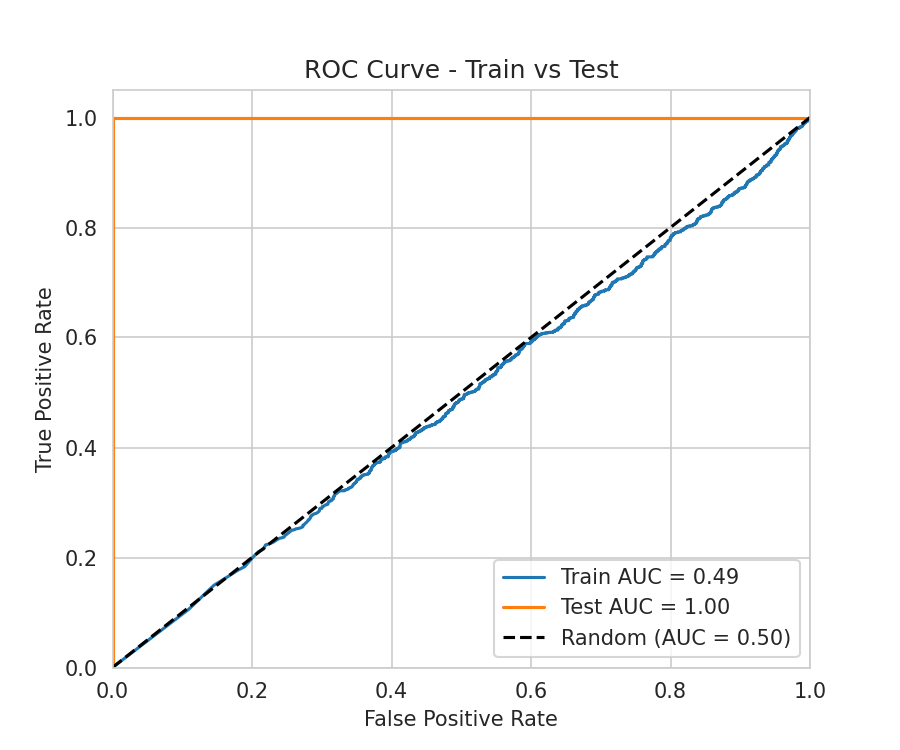 ROC Curve - Train vs Test
True Positive Rate
1.0
0.8
0.6
0.4
0.2
0.0
Train AUC = 0.49
Test AUC = 1.00
Random (AUC = 0.50)
0.0 0.2 0.4 0.6 0.8 1.0
False Positive Rate